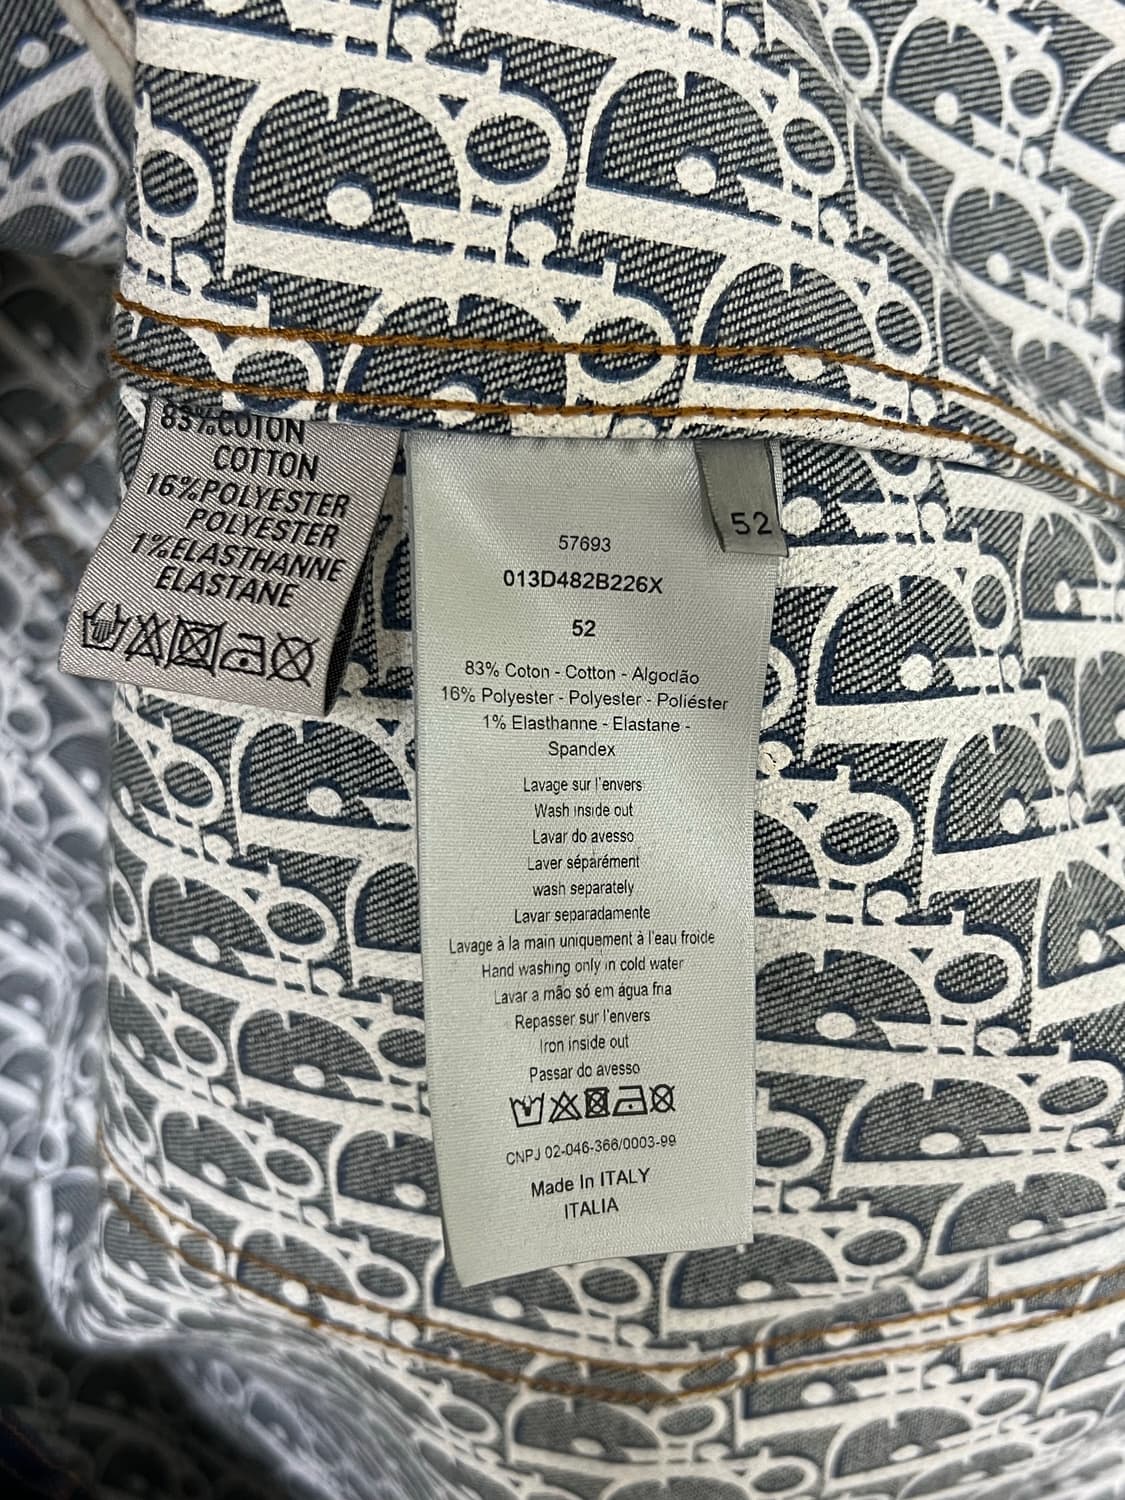 83%COTON
COTTON
16%POLYESTER
POLYESTER
1%ELASTHANNE
ELASTANE
52
57693
013D482B226X
52
83% Coton - Cotton - Algodão
16% Polyester - Polyester - Poliéster
1% Elasthanne - Elastane -
Spandex
Lavage sur l'envers
Wash inside out
Lavar do avesso
Laver séparément
wash separately
Lavar separadamente
Lavage à la main uniquement à l'eau froide
Hand washing only in cold water
Lavar a mão só em água fria
Repasser sur l'envers
Iron inside out
Passar do avesso
CNPJ 02-046-366/0003-99
Made In ITALY
ITALIA